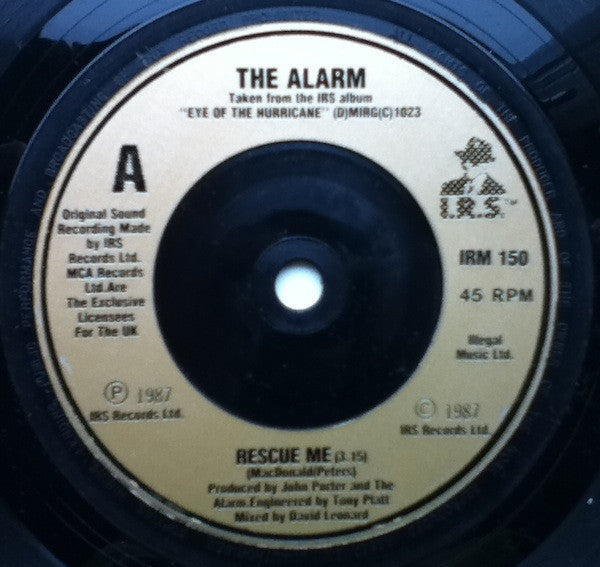 THE ALARM
Taken from the IRS album
"EYE OF THE HURRICANE" (D)MIRG(C)1023
A
I.R.S.™
Original Sound
Recording Made
by IRS
Records Ltd.
MCA Records
Ltd.Are
The Exclusive
Licensees
For The UK
IRM 150
45 RPM
Illegal
Music Ltd.
Ⓟ 1987
IRS Records Ltd.
© 1987
IRS Records Ltd.
RESCUE ME (3.15)
(MacDonald/Peters)
Produced by John Porter and The
Alarm.Engineered by Tony Platt
Mixed by David Leonard